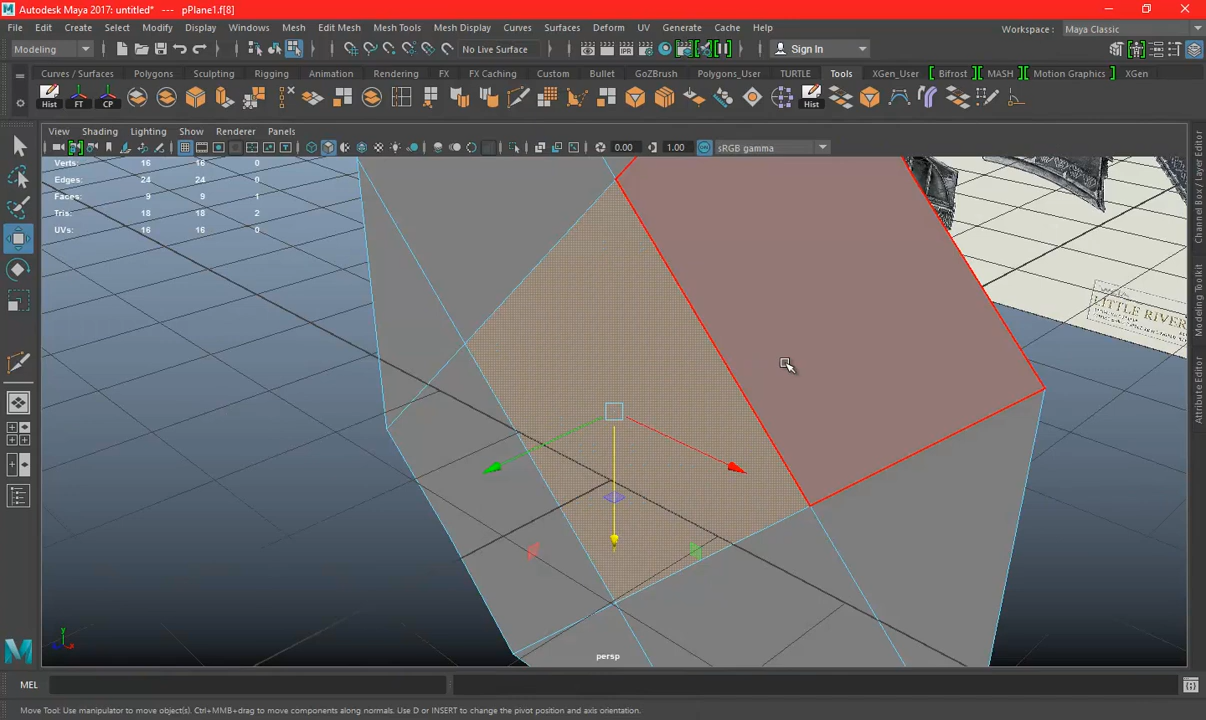 Autodesk Maya 2017: untitled*   ---   pPlane1.f[8]
File Edit Create Select Modify Display Windows Mesh Edit Mesh Mesh Tools Mesh Display Curves Surfaces Deform UV Generate Cache Help Workspace : Maya Classic
Modeling No Live Surface Sign In
Curves / Surfaces Polygons Sculpting Rigging Animation Rendering FX FX Caching Custom Bullet GoZBrush Polygons_User TURTLE Tools XGen_User Bifrost MASH Motion Graphics XGen
Hist FT CP Hist
View Shading Lighting Show Renderer Panels
0.00 1.00 sRGB gamma
Verts: 16 16 0
Edges: 24 24 0
Faces: 9 9 1
Tris: 18 18 2
UVs: 16 16 0
Channel Box / Layer Editor
Modeling Toolkit
Attribute Editor
LITTLE RIVER
y
persp
MEL
Move Tool: Use manipulator to move object(s). Ctrl+MMB+drag to move components along normals. Use D or INSERT to change the pivot position and axis orientation.